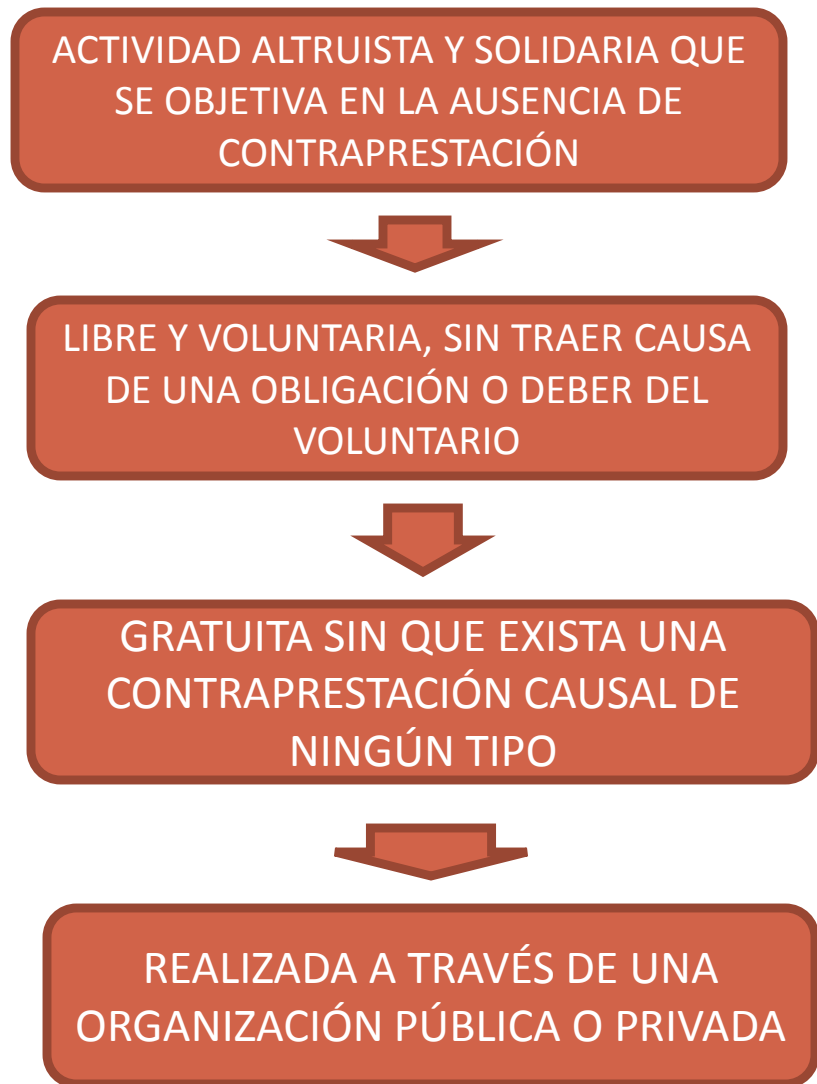 ACTIVIDAD ALTRUISTA Y SOLIDARIA QUE
SE OBJETIVA EN LA AUSENCIA DE
CONTRAPRESTACIÓN
LIBRE Y VOLUNTARIA, SIN TRAER CAUSA
DE UNA OBLIGACIÓN O DEBER DEL
VOLUNTARIO
GRATUITA SIN QUE EXISTA UNA
CONTRAPRESTACIÓN CAUSAL DE
NINGÚN TIPO
REALIZADA A TRAVÉS DE UNA
ORGANIZACIÓN PÚBLICA O PRIVADA